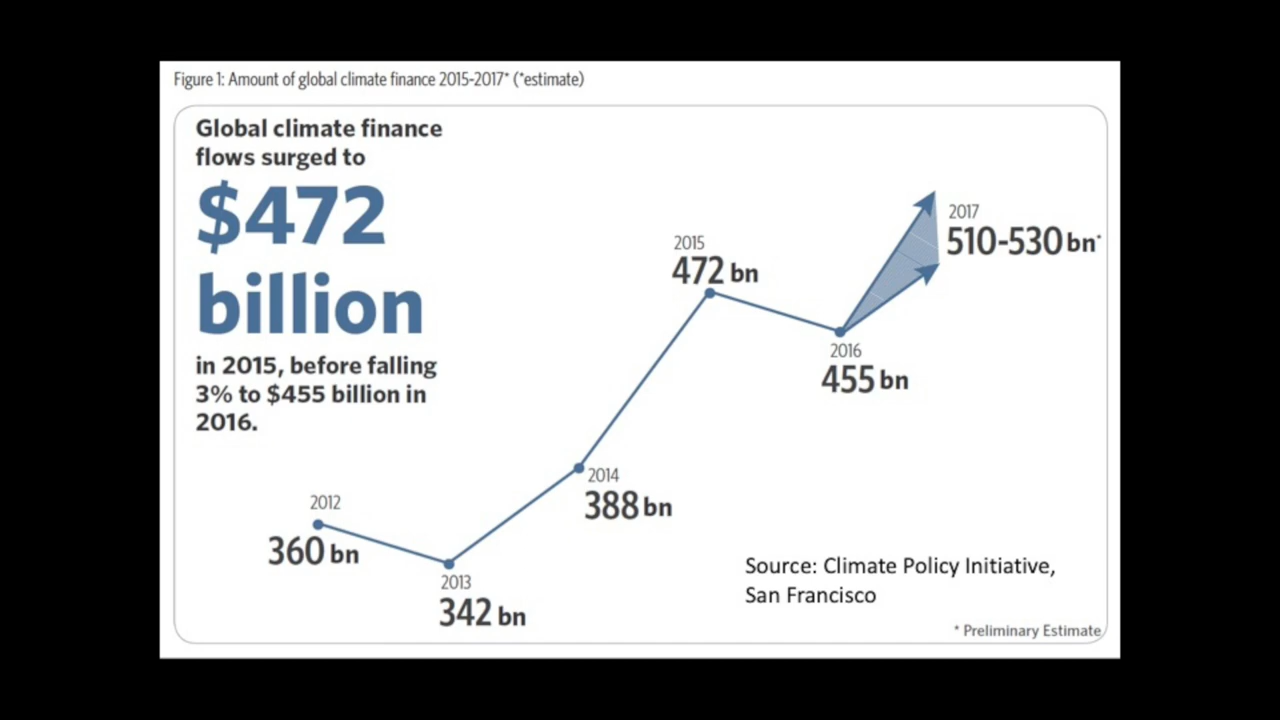 Figure 1: Amount of global climate finance 2015-2017* (*estimate)
Global climate finance
flows surged to
$472
billion
in 2015, before falling
3% to $455 billion in
2016.
2012
360 bn
2013
342 bn
2014
388 bn
2015
472 bn
2016
455 bn
2017
510-530 bn*
Source: Climate Policy Initiative,
San Francisco
* Preliminary Estimate